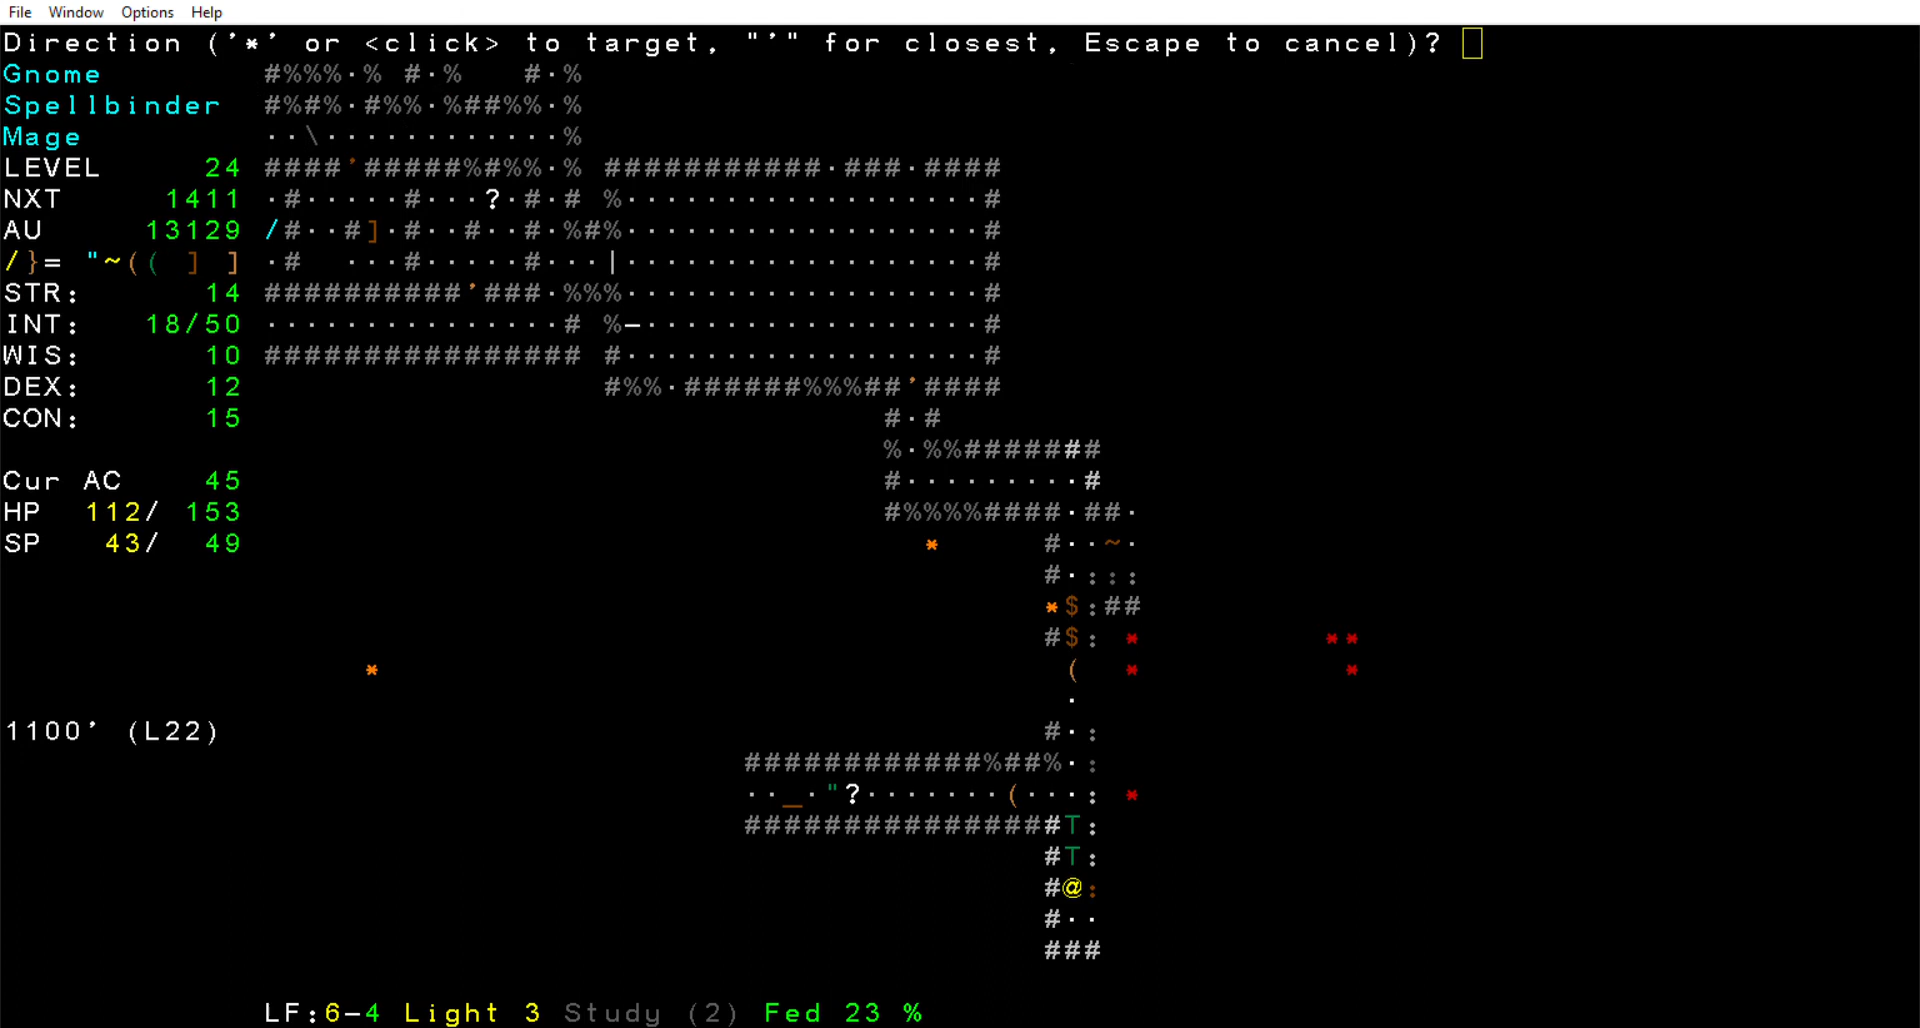 File Window Options Help
Direction ('*' or <click> to target, "'" for closest, Escape to cancel)?
Gnome #%%%·% #·% #·%
Spellbinder #%#%·#%%·%##%%·%
Mage ··\············%
LEVEL 24 ####'#####%#%%·% ###########·###·####
NXT 1411 ·#·····#···?·#·# %··················#
AU 13129 /#··#]·#··#··#·%#%··················#
/}= "~(( ] ] ·# ···#·····#···|··················#
STR: 14 ##########'###·%%%··················#
INT: 18/50 ···············# %–·················#
WIS: 10 ################ #··················#
DEX: 12 #%%·######%%%##'####
CON: 15 #·#
%·%%#######
Cur AC 45 #·········#
HP 112/ 153 #%%%%####·##·
SP 43/ 49 * #··~·
#·:::
*$:##
#$: * **
* ( * *
·
1100' (L22) #·:
############%##%·:
··_·"?·······(···: *
################T:
#T:
#@:
#··
###
LF:6-4 Light 3 Study (2) Fed 23 %